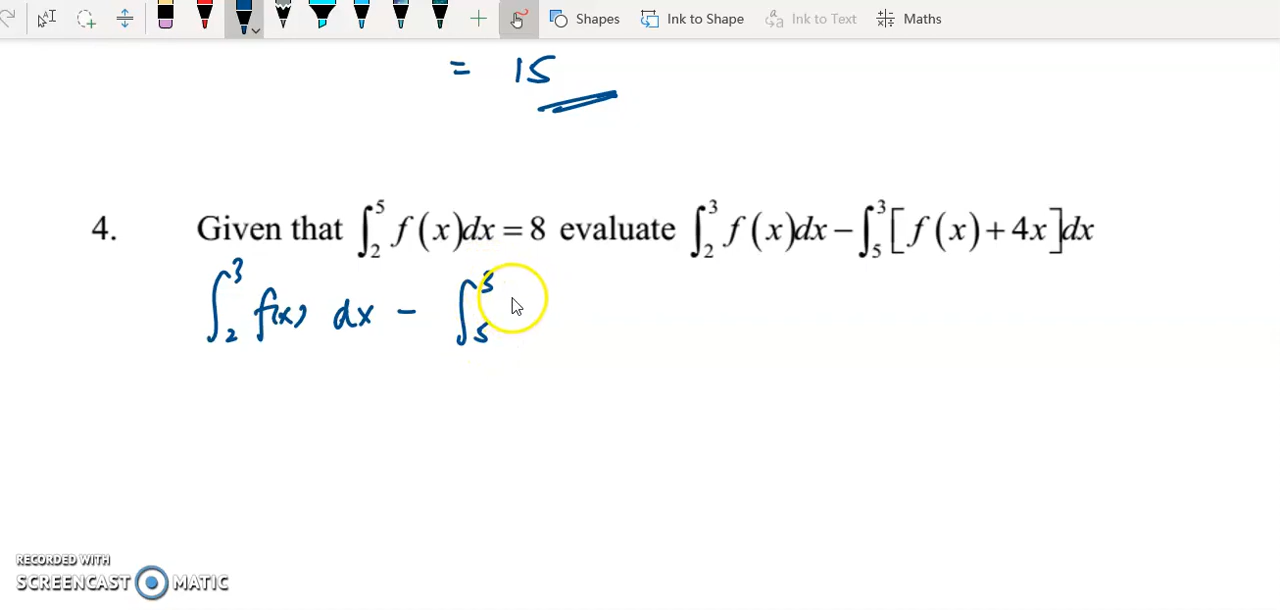 Shapes Ink to Shape Ink to Text Maths
= 15
4. Given that ∫₂⁵ f(x)dx = 8 evaluate ∫₂³ f(x)dx − ∫₅³ [f(x) + 4x]dx
∫₂³ f(x) dx − ∫₅³
RECORDED WITH
SCREENCAST MATIC